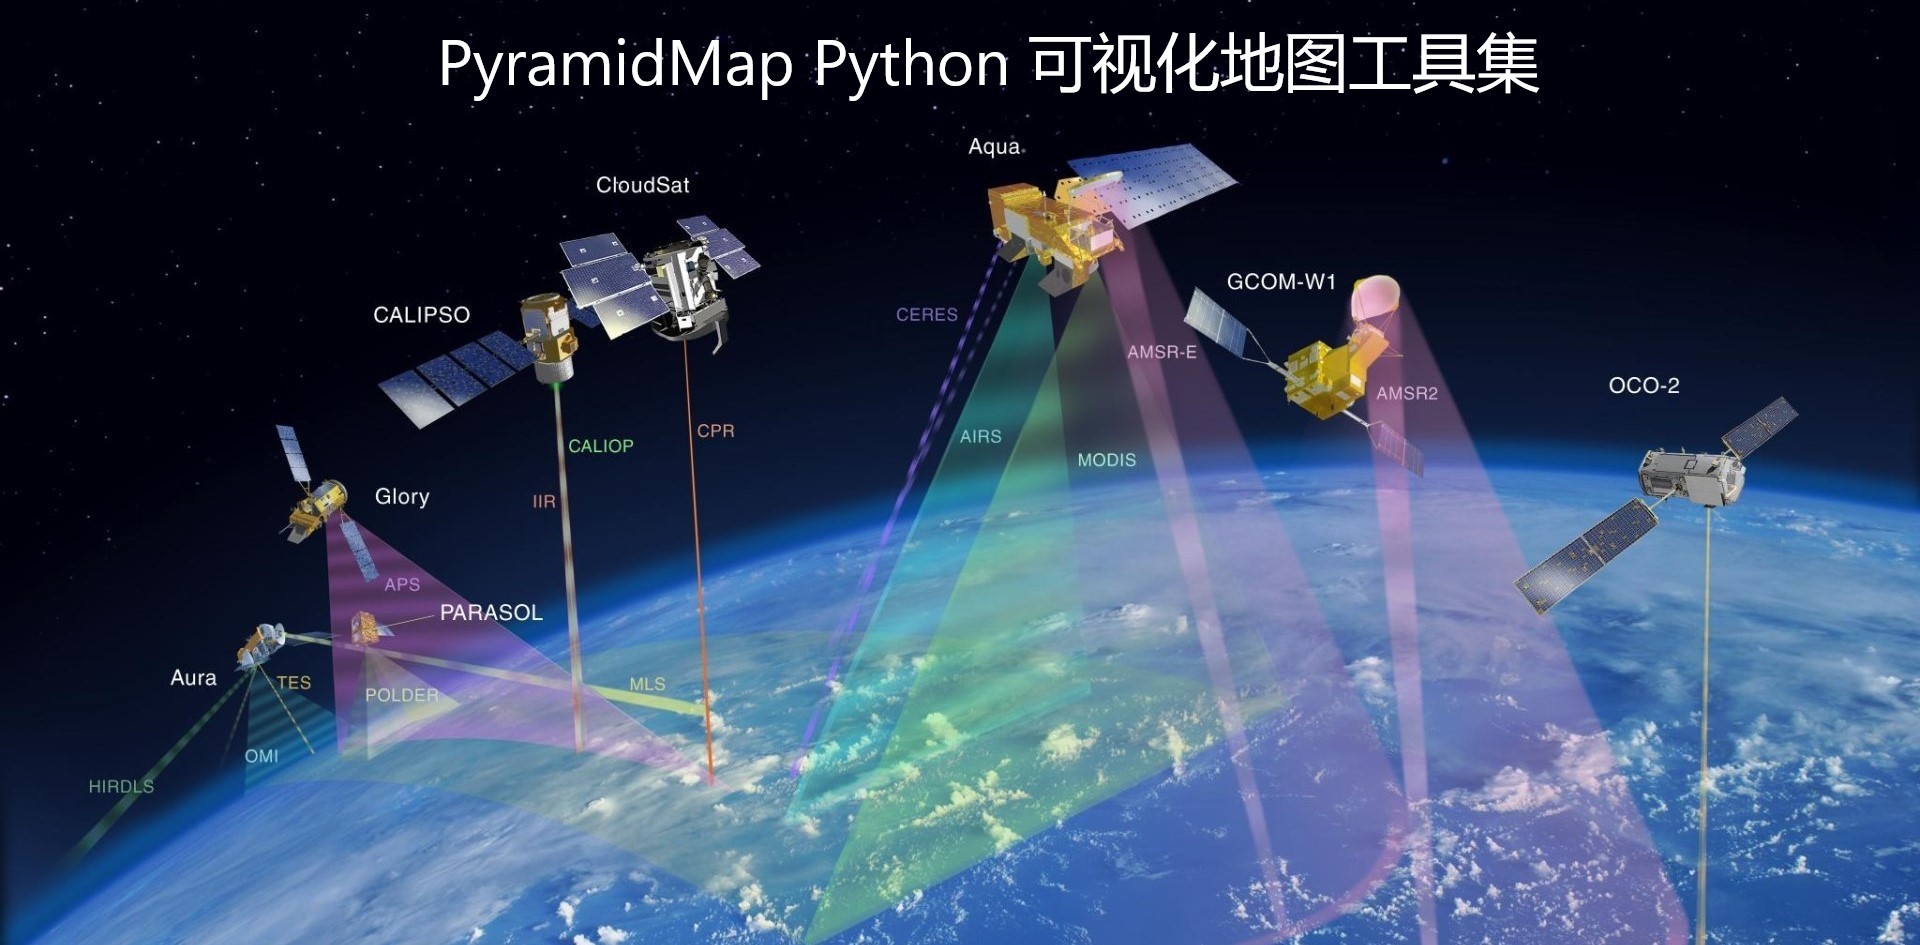 PyramidMap Python 可视化地图工具集
Aqua
CloudSat
GCOM-W1
CALIPSO
CERES
AMSR-E
OCO-2
AMSR2
CPR
AIRS
CALIOP
MODIS
Glory
IIR
APS
PARASOL
Aura
TES
MLS
POLDER
OMI
HIRDLS